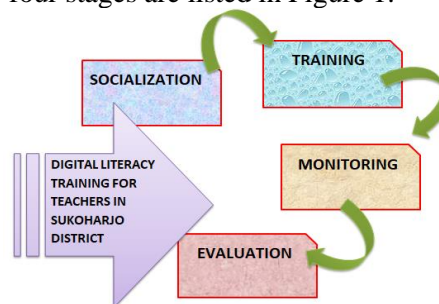 four stages are listed in Figure 1.
SOCIALIZATION
TRAINING
MONITORING
EVALUATION
DIGITAL LITERACY
TRAINING FOR
TEACHERS IN
SUKOHARJO
DISTRICT